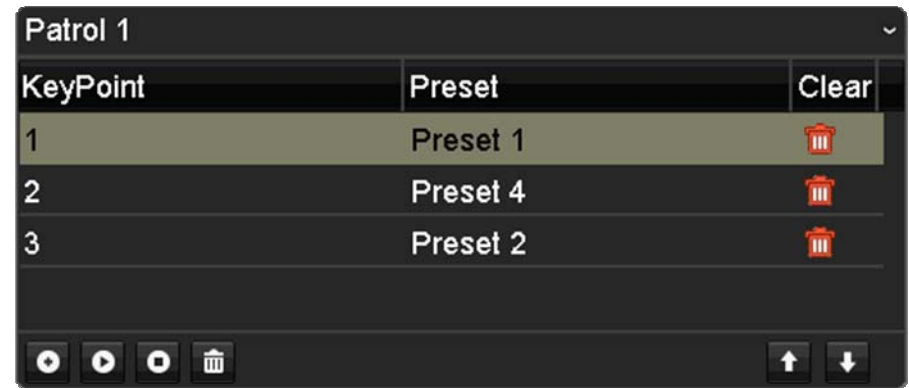 Patrol 1
KeyPoint Preset Clear
1 Preset 1
2 Preset 4
3 Preset 2